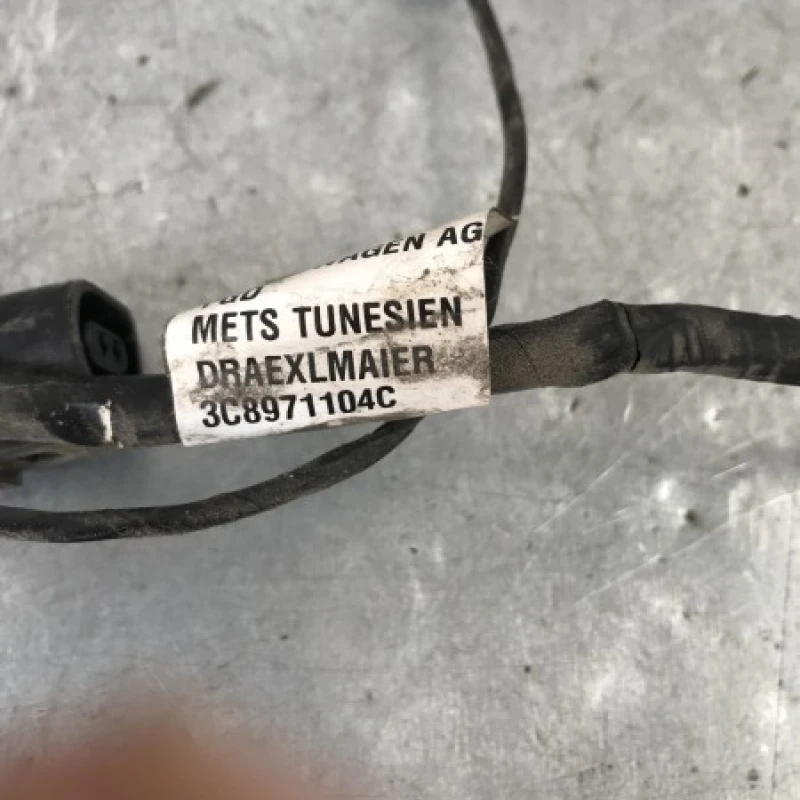 AGEN AG
METS TUNESIEN
DRAEXLMAIER
3C8971104C